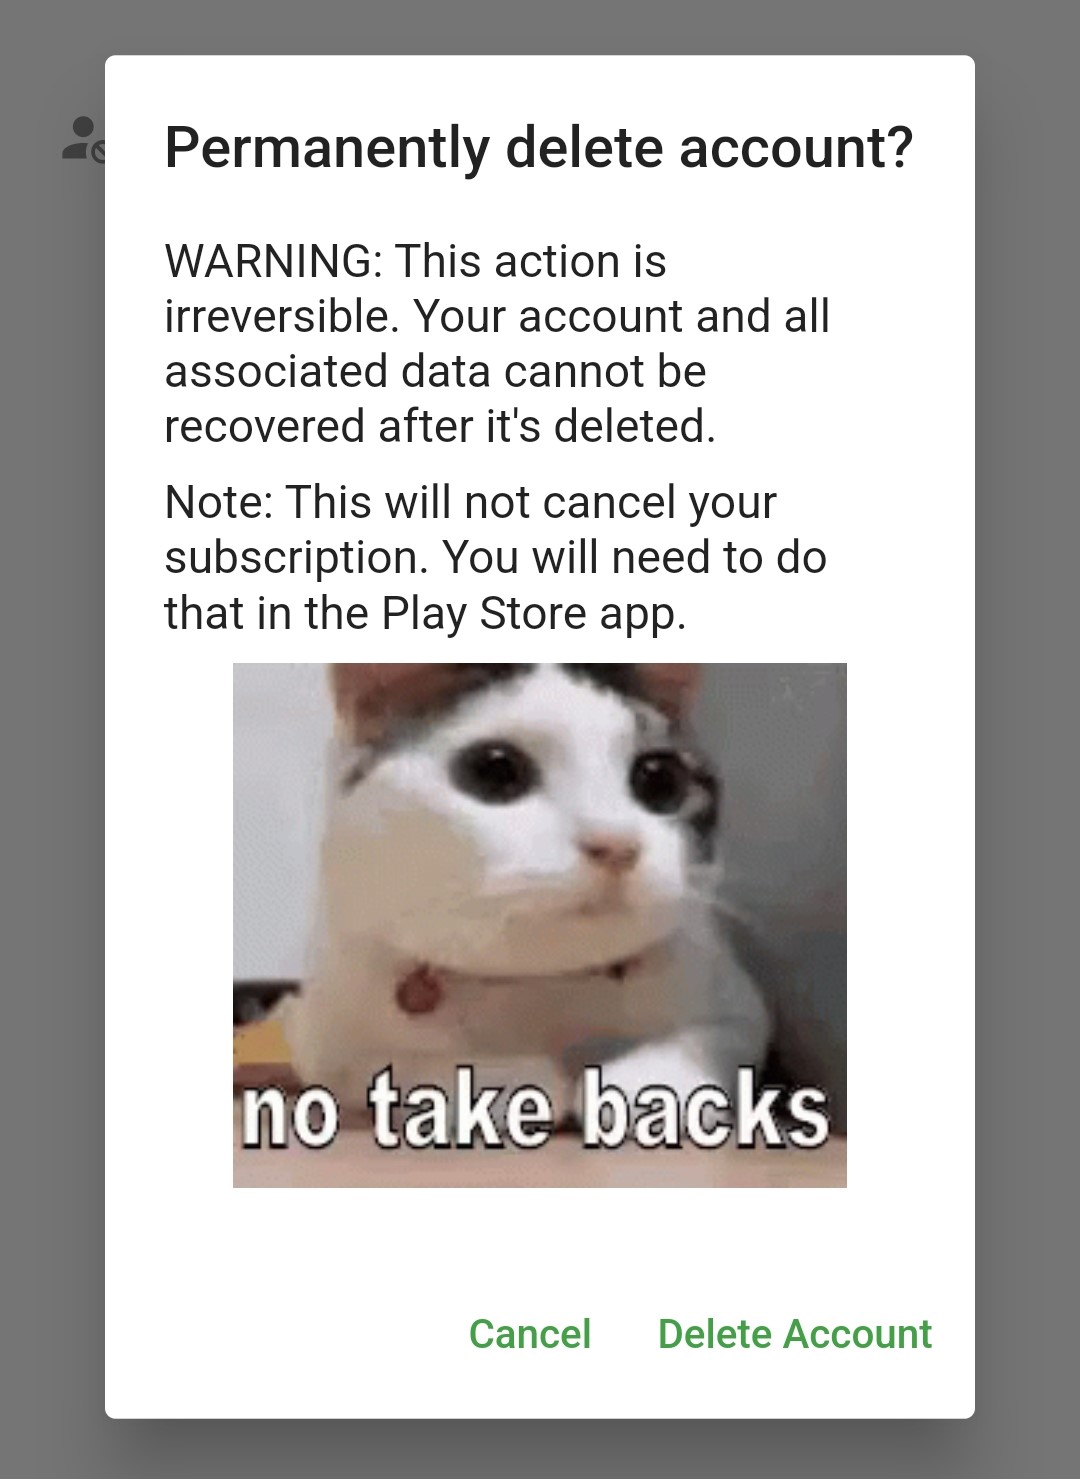 Permanently delete account?
WARNING: This action is
irreversible. Your account and all
associated data cannot be
recovered after it's deleted.
Note: This will not cancel your
subscription. You will need to do
that in the Play Store app.
no take backs
Cancel Delete Account